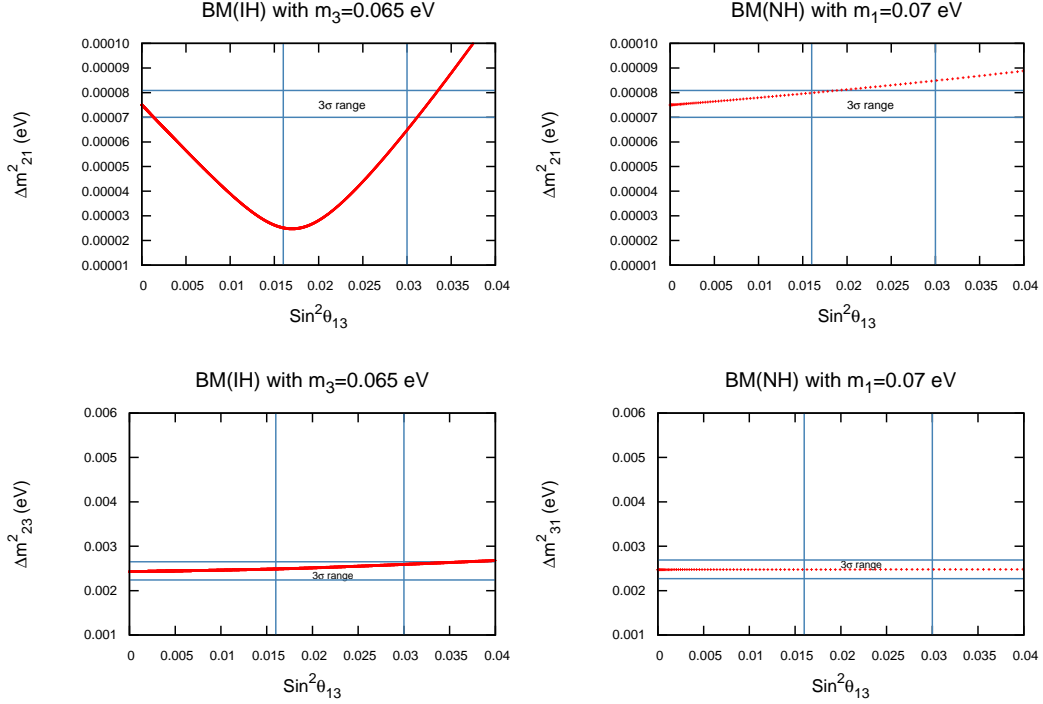 BM(IH) with m₃=0.065 eV
0.00010
0.00009
0.00008
0.00007
0.00006
0.00005
0.00004
0.00003
0.00002
0.00001
Δm²₂₁ (eV)
3σ range
0 0.005 0.01 0.015 0.02 0.025 0.03 0.035 0.04
Sin²θ₁₃
BM(NH) with m₁=0.07 eV
0.00010
0.00009
0.00008
0.00007
0.00006
0.00005
0.00004
0.00003
0.00002
0.00001
Δm²₂₁ (eV)
3σ range
0 0.005 0.01 0.015 0.02 0.025 0.03 0.035 0.04
Sin²θ₁₃
BM(IH) with m₃=0.065 eV
0.006
0.005
0.004
0.003
0.002
0.001
Δm²₂₃ (eV)
3σ range
0 0.005 0.01 0.015 0.02 0.025 0.03 0.035 0.04
Sin²θ₁₃
BM(NH) with m₁=0.07 eV
0.006
0.005
0.004
0.003
0.002
0.001
Δm²₃₁ (eV)
3σ range
0 0.005 0.01 0.015 0.02 0.025 0.03 0.035 0.04
Sin²θ₁₃